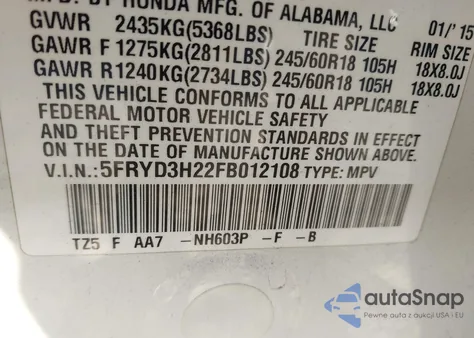 MFD. BY HONDA MFG. OF ALABAMA, LLC 01/' 15
GVWR 2435KG(5368LBS) TIRE SIZE RIM SIZE
GAWR F 1275KG(2811LBS) 245/60R18 105H 18X8.0J
GAWR R 1240KG(2734LBS) 245/60R18 105H 18X8.0J
THIS VEHICLE CONFORMS TO ALL APPLICABLE
FEDERAL MOTOR VEHICLE SAFETY
AND THEFT PREVENTION STANDARDS IN EFFECT
ON THE DATE OF MANUFACTURE SHOWN ABOVE.
V.I.N.:5FRYD3H22FB012108 TYPE: MPV
TZ5 F AA7 -NH603P -F -B
autoSnap
Pewne auta z aukcji USA i EU